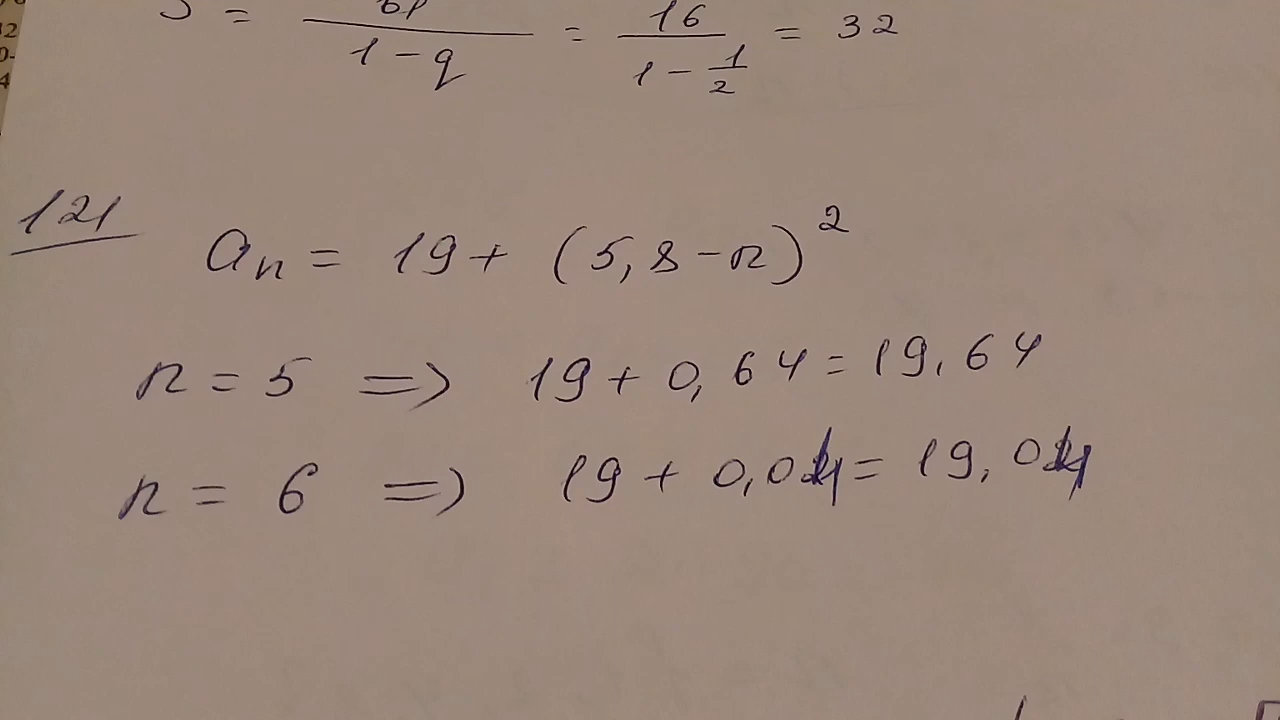 S = b1 / (1 - q) = 16 / (1 - 1/2) = 32
121
aₙ = 19 + (5,8 - n)²
n = 5 => 19 + 0,64 = 19,64
n = 6 => 19 + 0,04 = 19,04